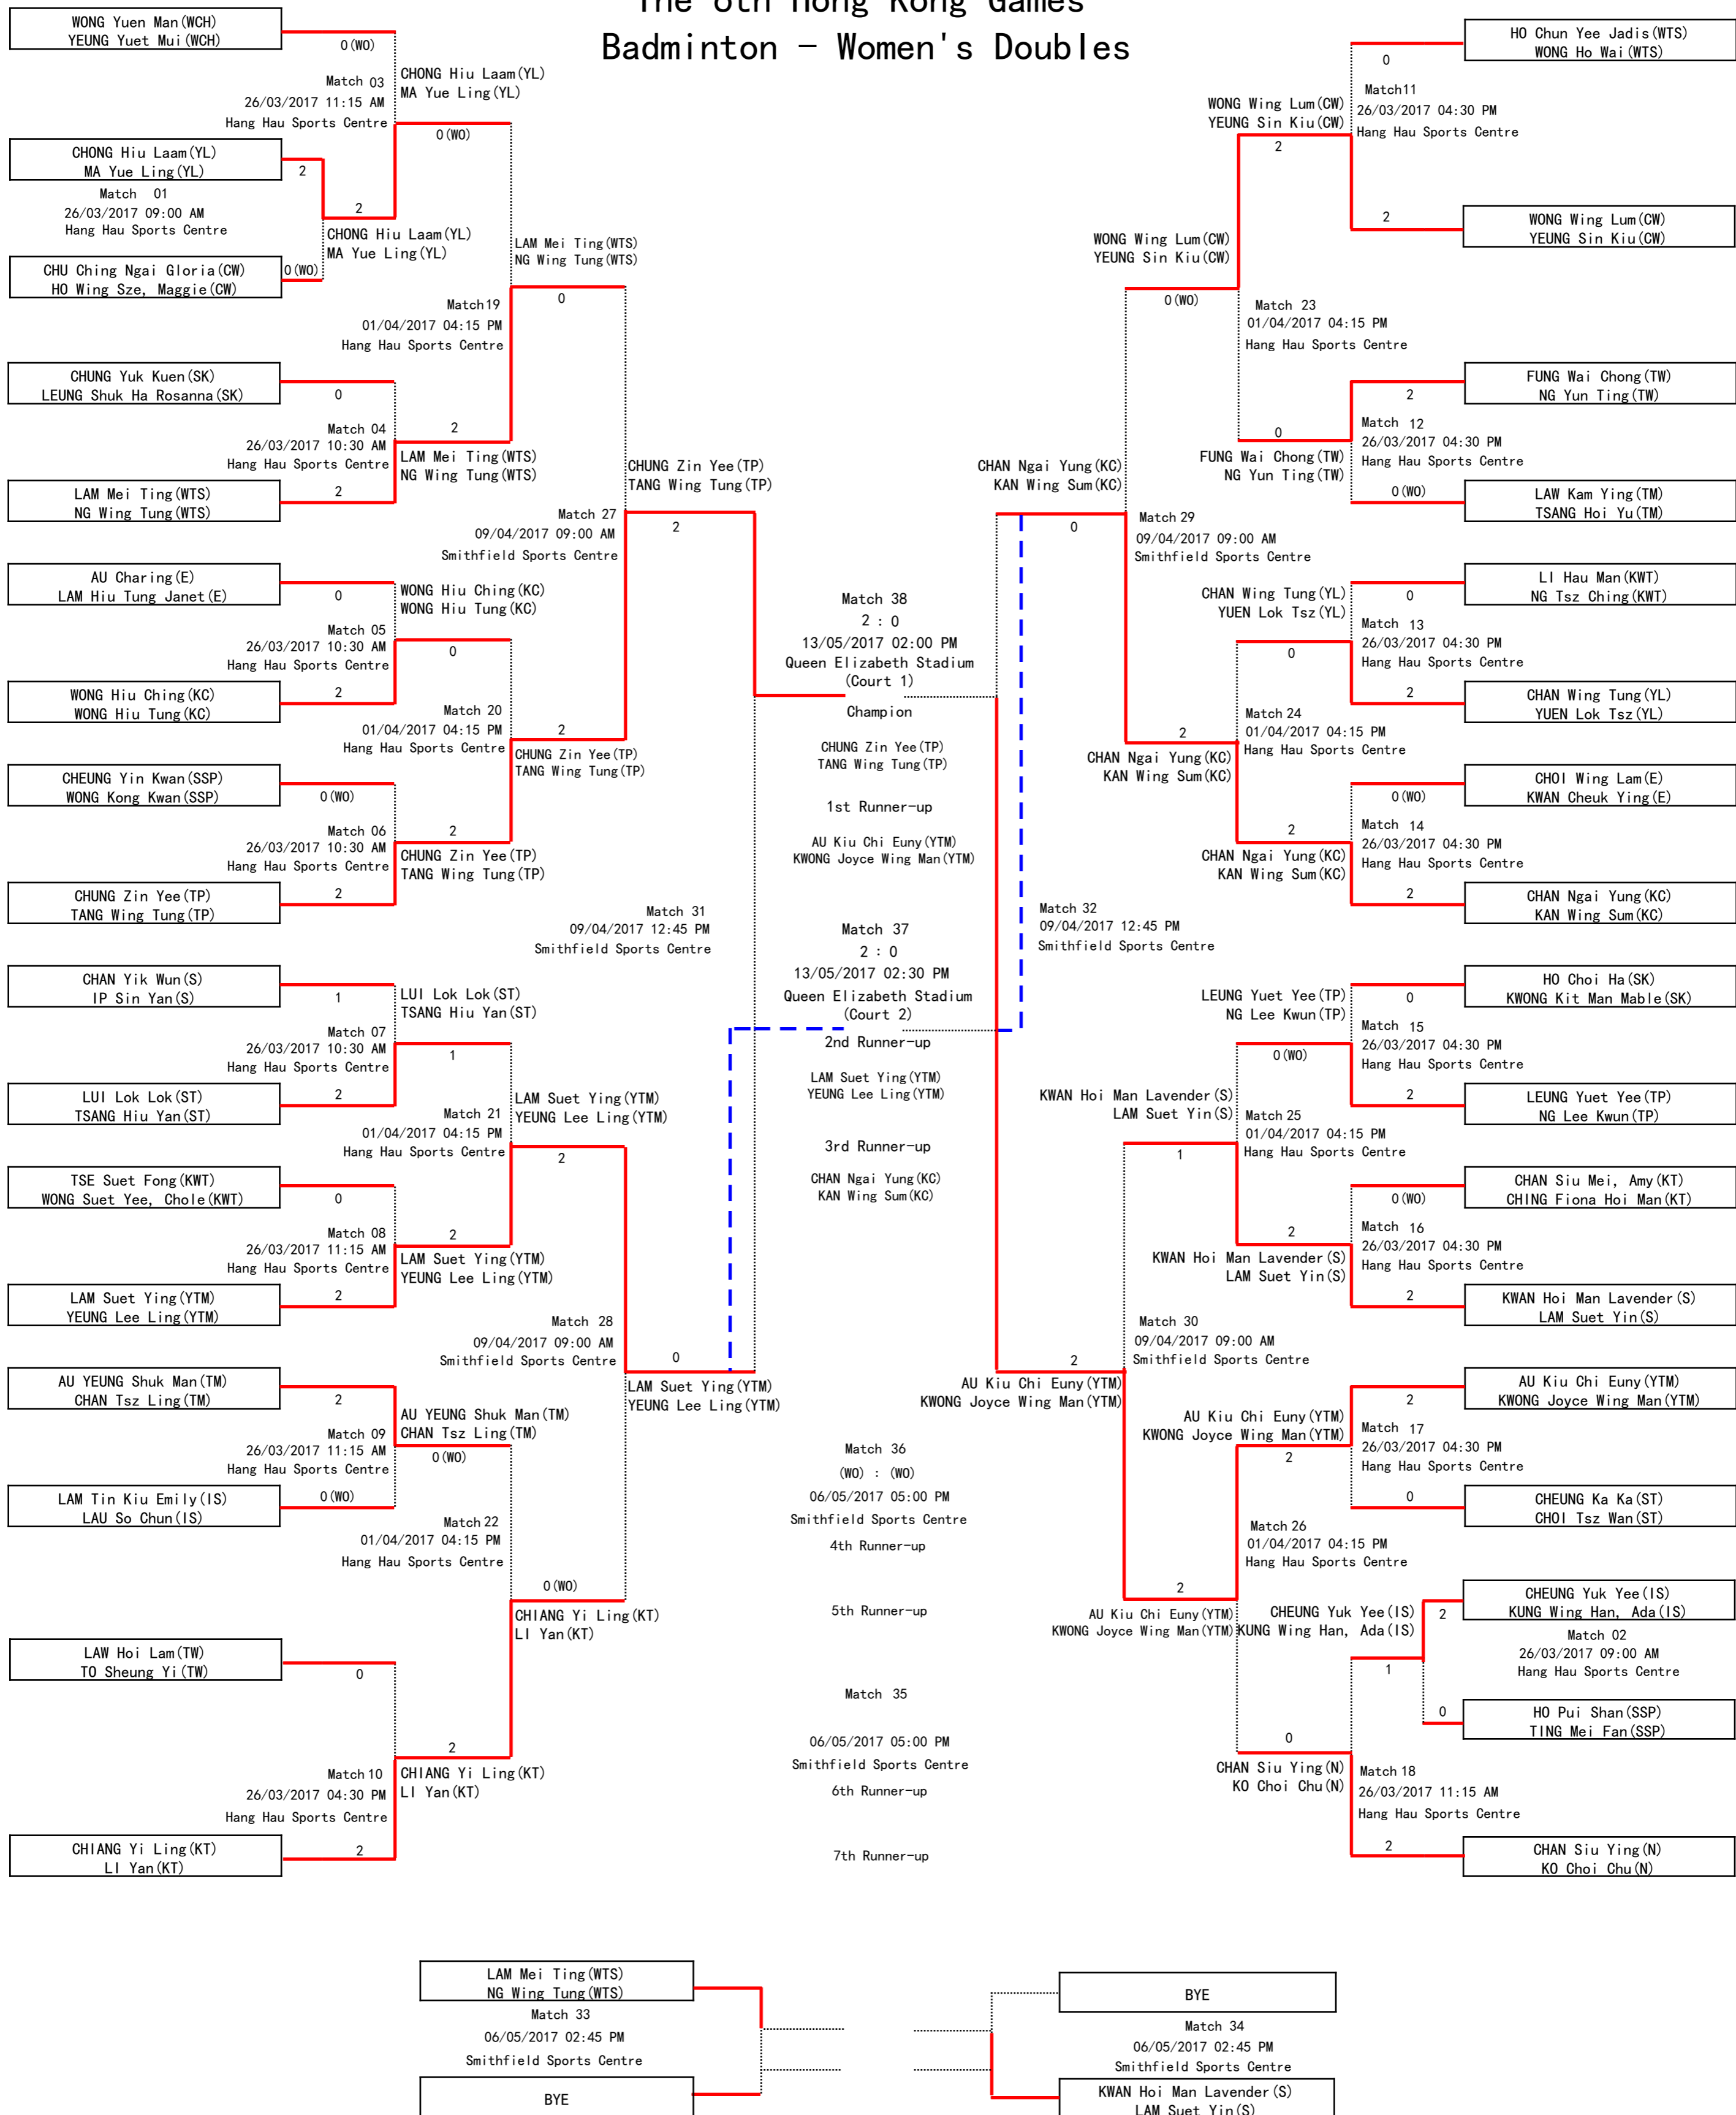 The 6th Hong Kong Games
Badminton - Women's Doubles
WONG Yuen Man(WCH)
YEUNG Yuet Mui(WCH)
0(WO)
Match 03
26/03/2017 11:15 AM
Hang Hau Sports Centre
CHONG Hiu Laam(YL)
MA Yue Ling(YL)
0(WO)
CHONG Hiu Laam(YL)
MA Yue Ling(YL)
2
Match 01
26/03/2017 09:00 AM
Hang Hau Sports Centre
2
CHONG Hiu Laam(YL)
MA Yue Ling(YL)
CHU Ching Ngai Gloria(CW)
HO Wing Sze, Maggie(CW)
0(WO)
LAM Mei Ting(WTS)
NG Wing Tung(WTS)
0
Match19
01/04/2017 04:15 PM
Hang Hau Sports Centre
CHUNG Yuk Kuen(SK)
LEUNG Shuk Ha Rosanna(SK)
0
Match 04
26/03/2017 10:30 AM
Hang Hau Sports Centre
2
LAM Mei Ting(WTS)
NG Wing Tung(WTS)
LAM Mei Ting(WTS)
NG Wing Tung(WTS)
2
CHUNG Zin Yee(TP)
TANG Wing Tung(TP)
2
Match 27
09/04/2017 09:00 AM
Smithfield Sports Centre
AU Charing(E)
LAM Hiu Tung Janet(E)
0
WONG Hiu Ching(KC)
WONG Hiu Tung(KC)
0
Match 05
26/03/2017 10:30 AM
Hang Hau Sports Centre
WONG Hiu Ching(KC)
WONG Hiu Tung(KC)
2
Match 20
01/04/2017 04:15 PM
Hang Hau Sports Centre
2
CHUNG Zin Yee(TP)
TANG Wing Tung(TP)
CHEUNG Yin Kwan(SSP)
WONG Kong Kwan(SSP)
0(WO)
Match 06
26/03/2017 10:30 AM
Hang Hau Sports Centre
2
CHUNG Zin Yee(TP)
TANG Wing Tung(TP)
CHUNG Zin Yee(TP)
TANG Wing Tung(TP)
2
Match 31
09/04/2017 12:45 PM
Smithfield Sports Centre
CHAN Yik Wun(S)
IP Sin Yan(S)
1
LUI Lok Lok(ST)
TSANG Hiu Yan(ST)
1
Match 07
26/03/2017 10:30 AM
Hang Hau Sports Centre
LUI Lok Lok(ST)
TSANG Hiu Yan(ST)
2
Match 21
01/04/2017 04:15 PM
Hang Hau Sports Centre
LAM Suet Ying(YTM)
YEUNG Lee Ling(YTM)
2
TSE Suet Fong(KWT)
WONG Suet Yee, Chole(KWT)
0
Match 08
26/03/2017 11:15 AM
Hang Hau Sports Centre
2
LAM Suet Ying(YTM)
YEUNG Lee Ling(YTM)
LAM Suet Ying(YTM)
YEUNG Lee Ling(YTM)
2
Match 28
09/04/2017 09:00 AM
Smithfield Sports Centre
0
LAM Suet Ying(YTM)
YEUNG Lee Ling(YTM)
AU YEUNG Shuk Man(TM)
CHAN Tsz Ling(TM)
2
AU YEUNG Shuk Man(TM)
CHAN Tsz Ling(TM)
0(WO)
Match 09
26/03/2017 11:15 AM
Hang Hau Sports Centre
LAM Tin Kiu Emily(IS)
LAU So Chun(IS)
0(WO)
Match 22
01/04/2017 04:15 PM
Hang Hau Sports Centre
0(WO)
CHIANG Yi Ling(KT)
LI Yan(KT)
LAW Hoi Lam(TW)
TO Sheung Yi(TW)
0
2
Match 10
26/03/2017 04:30 PM
Hang Hau Sports Centre
CHIANG Yi Ling(KT)
LI Yan(KT)
CHIANG Yi Ling(KT)
LI Yan(KT)
2
Match 38
2 : 0
13/05/2017 02:00 PM
Queen Elizabeth Stadium
(Court 1)
Champion
CHUNG Zin Yee(TP)
TANG Wing Tung(TP)
1st Runner-up
AU Kiu Chi Euny(YTM)
KWONG Joyce Wing Man(YTM)
Match 37
2 : 0
13/05/2017 02:30 PM
Queen Elizabeth Stadium
(Court 2)
2nd Runner-up
LAM Suet Ying(YTM)
YEUNG Lee Ling(YTM)
3rd Runner-up
CHAN Ngai Yung(KC)
KAN Wing Sum(KC)
Match 36
(WO) : (WO)
06/05/2017 05:00 PM
Smithfield Sports Centre
4th Runner-up
5th Runner-up
Match 35
06/05/2017 05:00 PM
Smithfield Sports Centre
6th Runner-up
7th Runner-up
HO Chun Yee Jadis(WTS)
WONG Ho Wai(WTS)
0
Match11
26/03/2017 04:30 PM
Hang Hau Sports Centre
WONG Wing Lum(CW)
YEUNG Sin Kiu(CW)
2
2
WONG Wing Lum(CW)
YEUNG Sin Kiu(CW)
WONG Wing Lum(CW)
YEUNG Sin Kiu(CW)
0(WO)
Match 23
01/04/2017 04:15 PM
Hang Hau Sports Centre
FUNG Wai Chong(TW)
NG Yun Ting(TW)
2
Match 12
26/03/2017 04:30 PM
Hang Hau Sports Centre
0
FUNG Wai Chong(TW)
NG Yun Ting(TW)
0(WO)
LAW Kam Ying(TM)
TSANG Hoi Yu(TM)
CHAN Ngai Yung(KC)
KAN Wing Sum(KC)
0
Match 29
09/04/2017 09:00 AM
Smithfield Sports Centre
LI Hau Man(KWT)
NG Tsz Ching(KWT)
0
CHAN Wing Tung(YL)
YUEN Lok Tsz(YL)
0
Match 13
26/03/2017 04:30 PM
Hang Hau Sports Centre
2
CHAN Wing Tung(YL)
YUEN Lok Tsz(YL)
Match 24
01/04/2017 04:15 PM
Hang Hau Sports Centre
2
CHAN Ngai Yung(KC)
KAN Wing Sum(KC)
CHOI Wing Lam(E)
KWAN Cheuk Ying(E)
0(WO)
Match 14
26/03/2017 04:30 PM
Hang Hau Sports Centre
2
CHAN Ngai Yung(KC)
KAN Wing Sum(KC)
2
CHAN Ngai Yung(KC)
KAN Wing Sum(KC)
Match 32
09/04/2017 12:45 PM
Smithfield Sports Centre
HO Choi Ha(SK)
KWONG Kit Man Mable(SK)
0
LEUNG Yuet Yee(TP)
NG Lee Kwun(TP)
0(WO)
Match 15
26/03/2017 04:30 PM
Hang Hau Sports Centre
2
LEUNG Yuet Yee(TP)
NG Lee Kwun(TP)
KWAN Hoi Man Lavender(S)
LAM Suet Yin(S)
1
Match 25
01/04/2017 04:15 PM
Hang Hau Sports Centre
CHAN Siu Mei, Amy(KT)
CHING Fiona Hoi Man(KT)
0(WO)
Match 16
26/03/2017 04:30 PM
Hang Hau Sports Centre
2
KWAN Hoi Man Lavender(S)
LAM Suet Yin(S)
2
KWAN Hoi Man Lavender(S)
LAM Suet Yin(S)
Match 30
09/04/2017 09:00 AM
Smithfield Sports Centre
2
AU Kiu Chi Euny(YTM)
KWONG Joyce Wing Man(YTM)
AU Kiu Chi Euny(YTM)
KWONG Joyce Wing Man(YTM)
2
AU Kiu Chi Euny(YTM)
KWONG Joyce Wing Man(YTM)
2
Match 17
26/03/2017 04:30 PM
Hang Hau Sports Centre
0
CHEUNG Ka Ka(ST)
CHOI Tsz Wan(ST)
Match 26
01/04/2017 04:15 PM
Hang Hau Sports Centre
2
AU Kiu Chi Euny(YTM)
KWONG Joyce Wing Man(YTM)
CHEUNG Yuk Yee(IS)
KUNG Wing Han, Ada(IS)
1
2
CHEUNG Yuk Yee(IS)
KUNG Wing Han, Ada(IS)
Match 02
26/03/2017 09:00 AM
Hang Hau Sports Centre
0
HO Pui Shan(SSP)
TING Mei Fan(SSP)
0
CHAN Siu Ying(N)
KO Choi Chu(N)
Match 18
26/03/2017 11:15 AM
Hang Hau Sports Centre
2
CHAN Siu Ying(N)
KO Choi Chu(N)
LAM Mei Ting(WTS)
NG Wing Tung(WTS)
Match 33
06/05/2017 02:45 PM
Smithfield Sports Centre
BYE
BYE
Match 34
06/05/2017 02:45 PM
Smithfield Sports Centre
KWAN Hoi Man Lavender(S)
LAM Suet Yin(S)